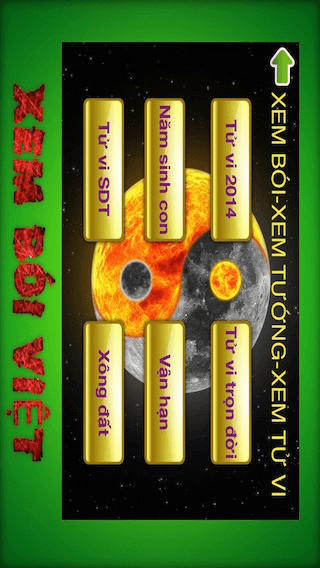 XEM BÓI-XEM TƯỚNG-XEM TỬ VI
Tử vi 2014
Tử vi trọn đời
Năm sinh con
Vận hạn
Tử vi SDT
Xông đất
XEM BÓI VIỆT